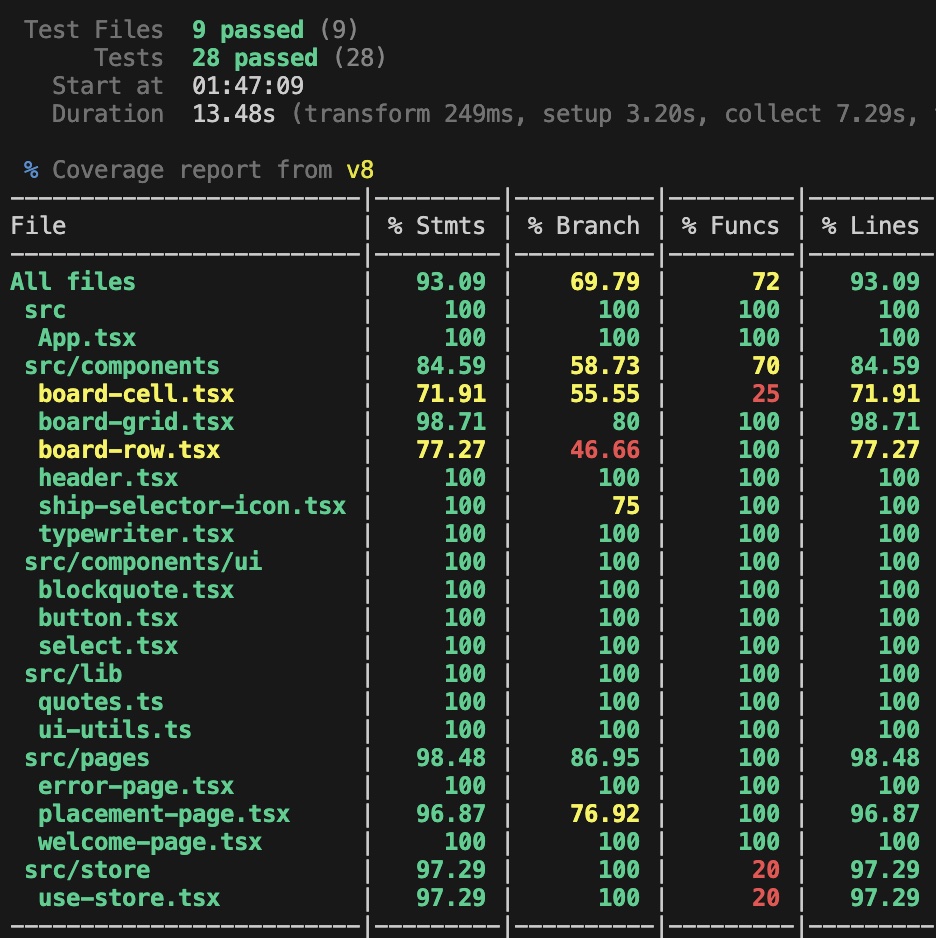 Test Files 9 passed (9)
Tests 28 passed (28)
Start at 01:47:09
Duration 13.48s (transform 249ms, setup 3.20s, collect 7.29s,
% Coverage report from v8
File | % Stmts | % Branch | % Funcs | % Lines
All files | 93.09 | 69.79 | 72 | 93.09
src | 100 | 100 | 100 | 100
App.tsx | 100 | 100 | 100 | 100
src/components | 84.59 | 58.73 | 70 | 84.59
board-cell.tsx | 71.91 | 55.55 | 25 | 71.91
board-grid.tsx | 98.71 | 80 | 100 | 98.71
board-row.tsx | 77.27 | 46.66 | 100 | 77.27
header.tsx | 100 | 100 | 100 | 100
ship-selector-icon.tsx | 100 | 75 | 100 | 100
typewriter.tsx | 100 | 100 | 100 | 100
src/components/ui | 100 | 100 | 100 | 100
blockquote.tsx | 100 | 100 | 100 | 100
button.tsx | 100 | 100 | 100 | 100
select.tsx | 100 | 100 | 100 | 100
src/lib | 100 | 100 | 100 | 100
quotes.ts | 100 | 100 | 100 | 100
ui-utils.ts | 100 | 100 | 100 | 100
src/pages | 98.48 | 86.95 | 100 | 98.48
error-page.tsx | 100 | 100 | 100 | 100
placement-page.tsx | 96.87 | 76.92 | 100 | 96.87
welcome-page.tsx | 100 | 100 | 100 | 100
src/store | 97.29 | 100 | 20 | 97.29
use-store.tsx | 97.29 | 100 | 20 | 97.29